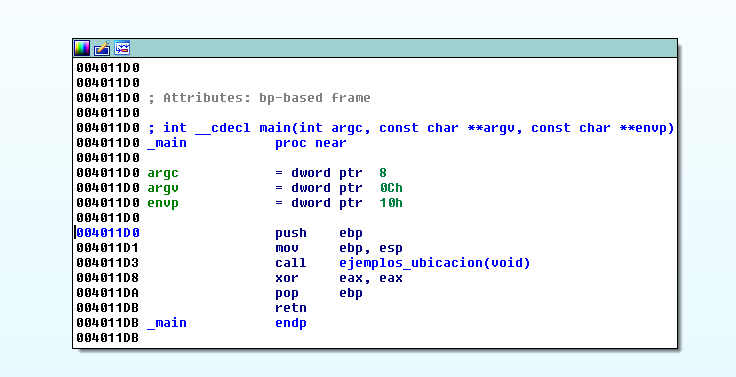 004011D0
004011D0
004011D0 ; Attributes: bp-based frame
004011D0
004011D0 ; int __cdecl main(int argc, const char **argv, const char **envp)
004011D0 _main           proc near
004011D0
004011D0 argc            = dword ptr  8
004011D0 argv            = dword ptr  0Ch
004011D0 envp            = dword ptr  10h
004011D0
004011D0                 push    ebp
004011D1                 mov     ebp, esp
004011D3                 call    ejemplos_ubicacion(void)
004011D8                 xor     eax, eax
004011DA                 pop     ebp
004011DB                 retn
004011DB _main           endp
004011DB